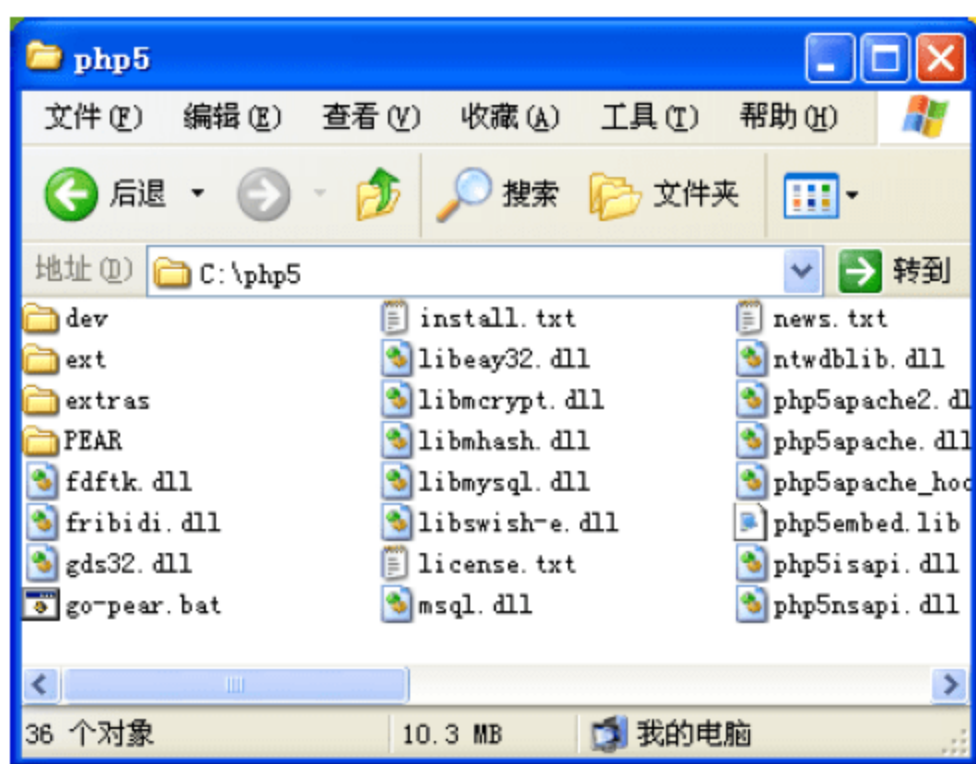 php5
文件(F) 编辑(E) 查看(V) 收藏(A) 工具(T) 帮助(H)
后退 搜索 文件夹
地址(D) C:\php5 转到
dev install.txt news.txt
ext libeay32.dll ntwdblib.dll
extras libmcrypt.dll php5apache2.dl
PEAR libmhash.dll php5apache.dll
fdftk.dll libmysql.dll php5apache_hoo
fribidi.dll libswish-e.dll php5embed.lib
gds32.dll license.txt php5isapi.dll
go-pear.bat msql.dll php5nsapi.dll
36 个对象 10.3 MB 我的电脑